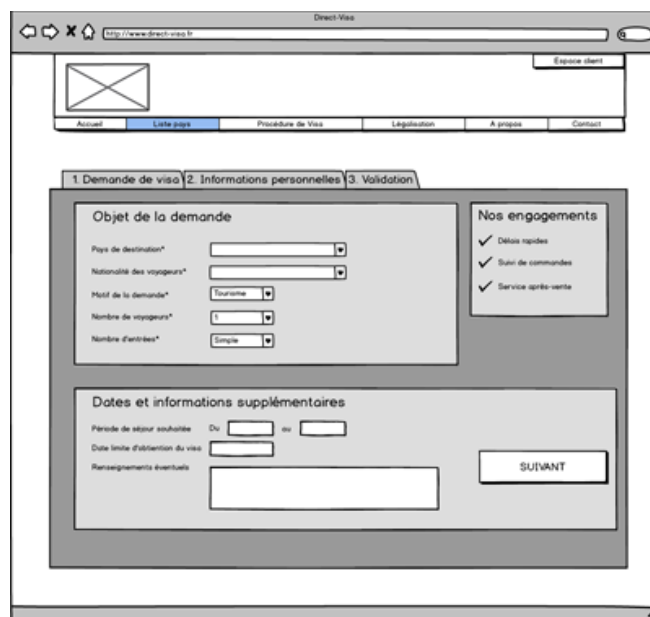 Direct-Visa
http://www.direct-visa.fr
Espace client
Accueil Liste pays Procédure de Visa Légalisation A propos Contact
1. Demande de visa 2. Informations personnelles 3. Validation
Objet de la demande
Pays de destination*
Nationalité des voyageurs*
Motif de la demande* Tourisme
Nombre de voyageurs* 1
Nombre d'entrées* Simple
Nos engagements
Délais rapides
Suivi de commandes
Service après-vente
Dates et informations supplémentaires
Période de séjour souhaitée Du au
Date limite d'obtiention du visa
Renseignements éventuels
SUIVANT